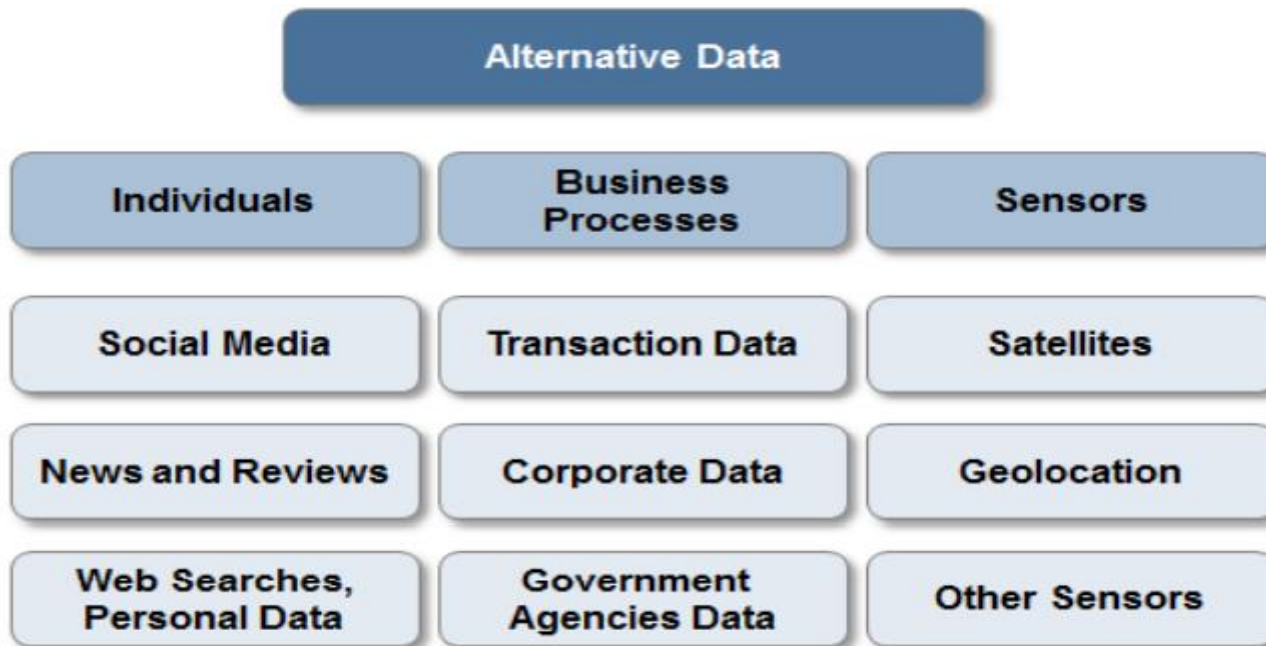 Alternative Data
Individuals
Business
Processes
Sensors
Social Media
Transaction Data
Satellites
News and Reviews
Corporate Data
Geolocation
Web Searches,
Personal Data
Government
Agencies Data
Other Sensors